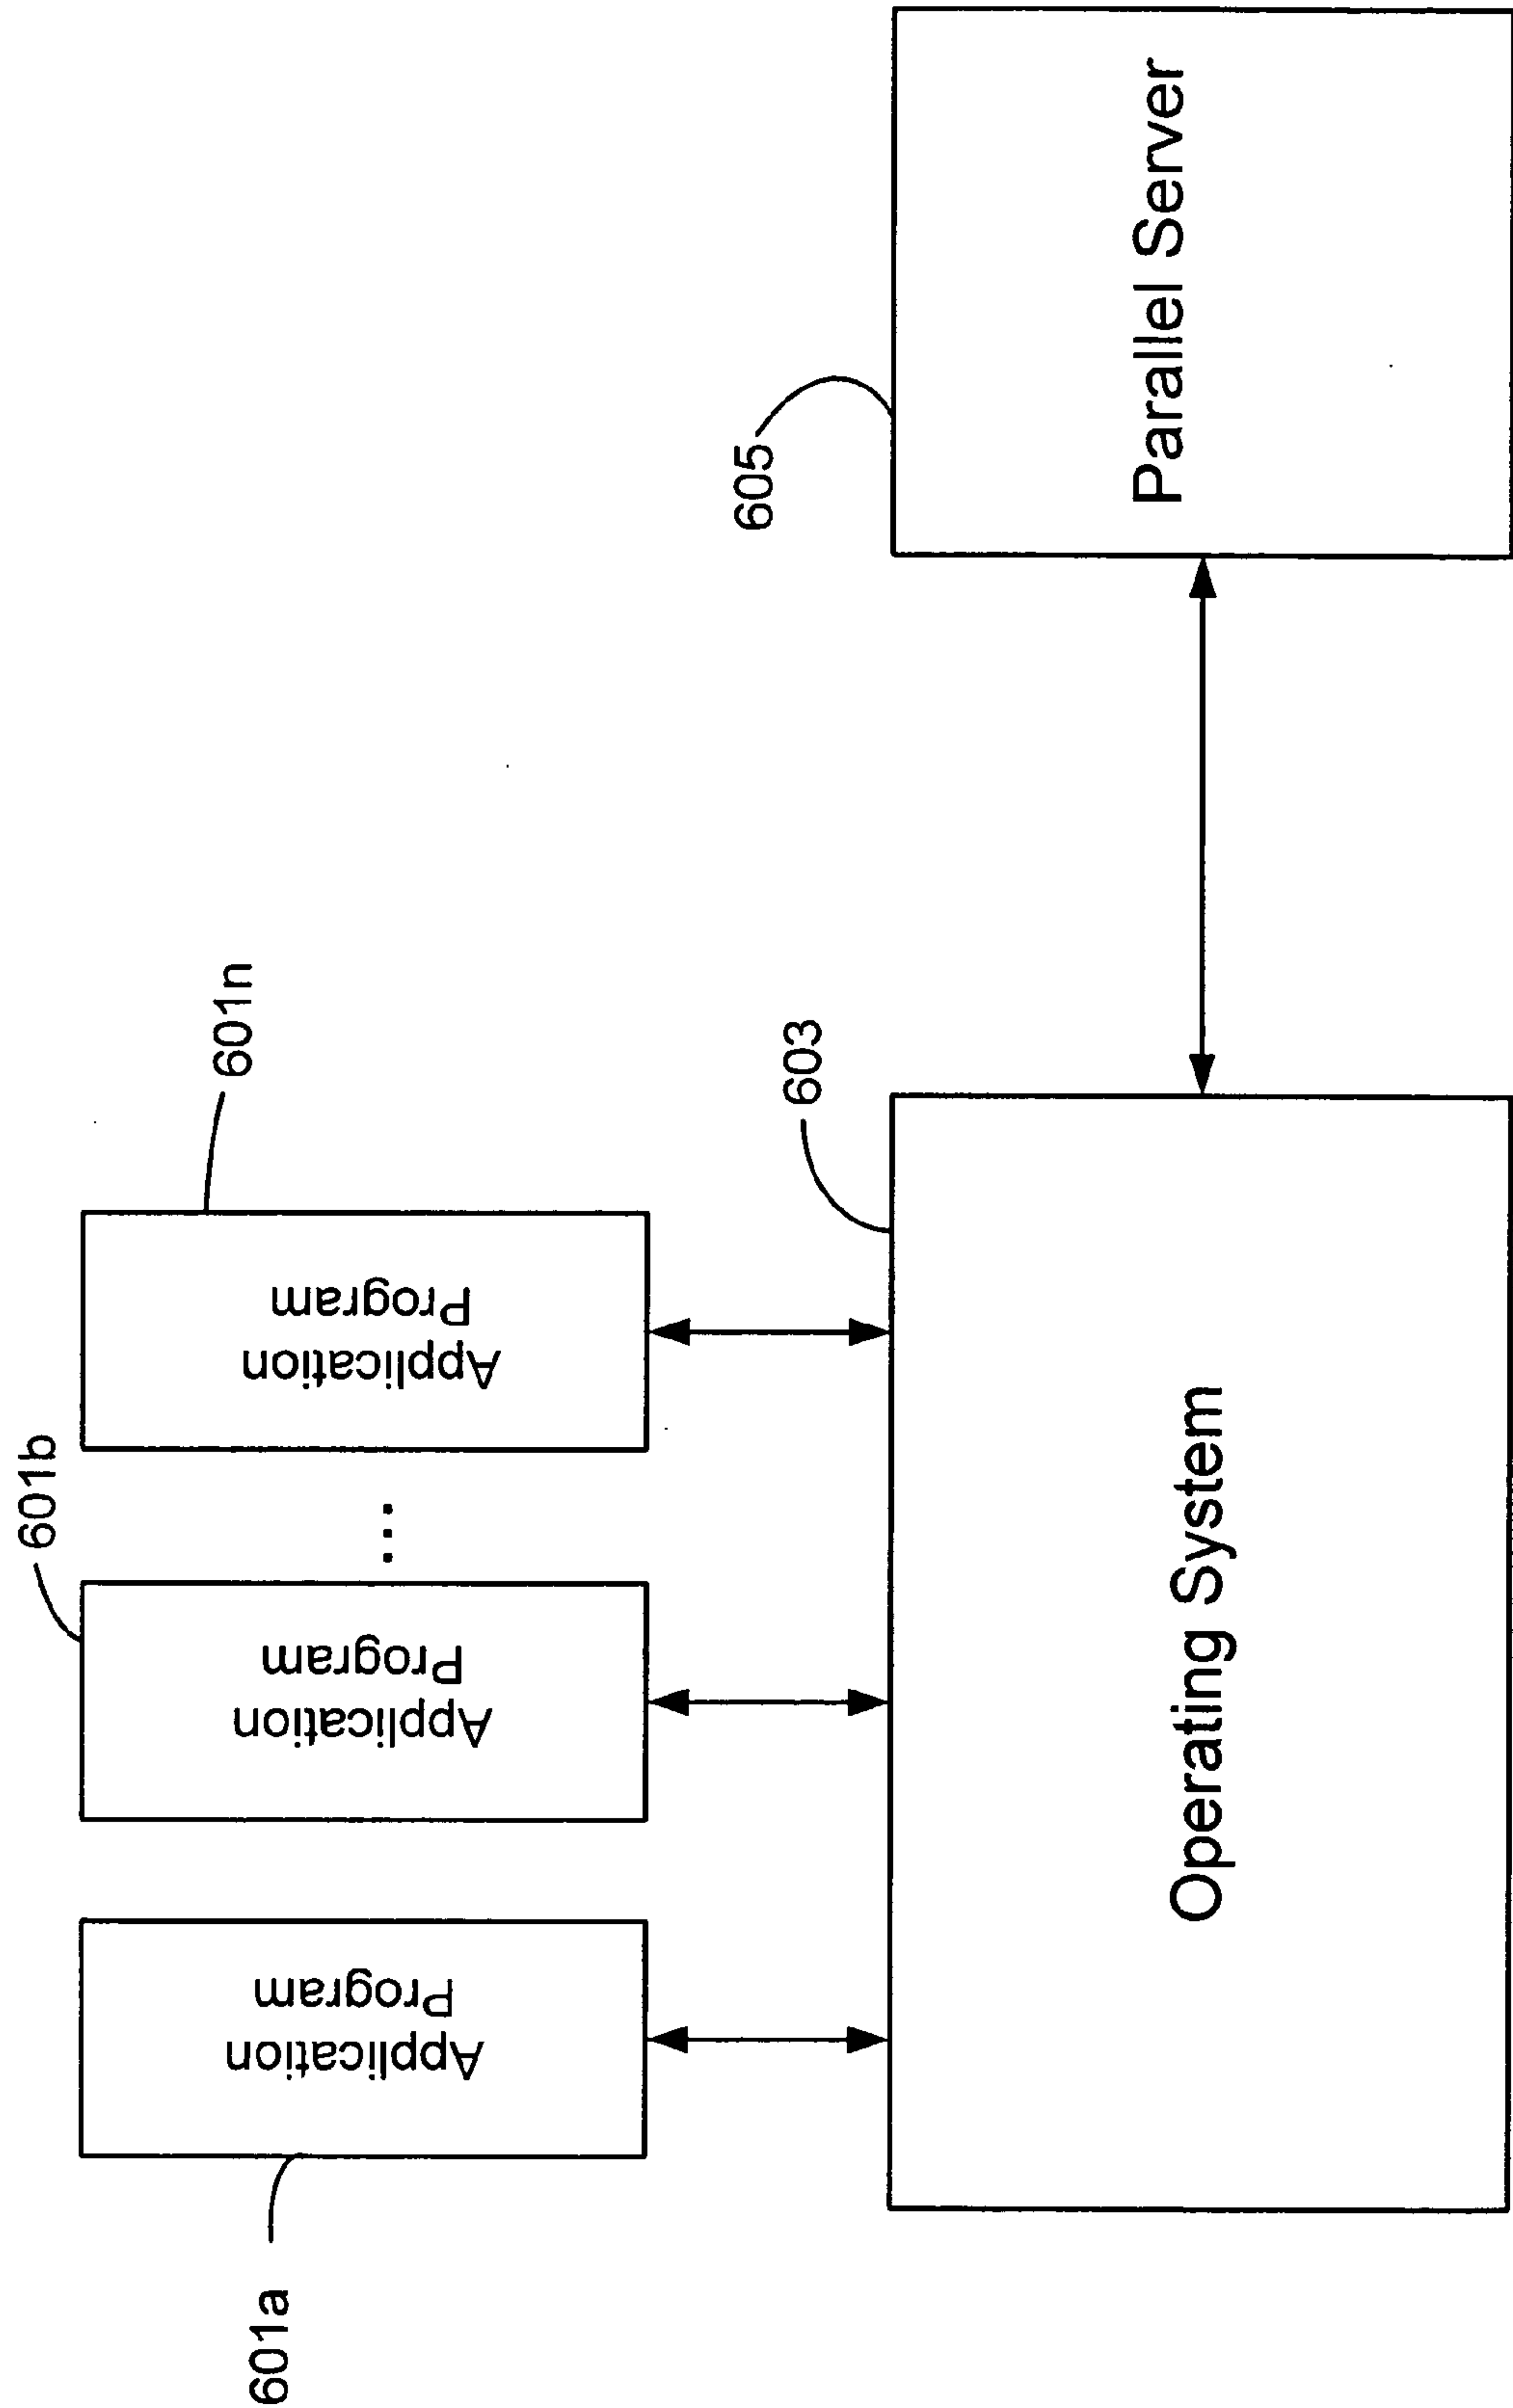 601a
Application
Program
601b
Application
Program
...
601n
Application
Program
603
Operating System
605
Parallel Server